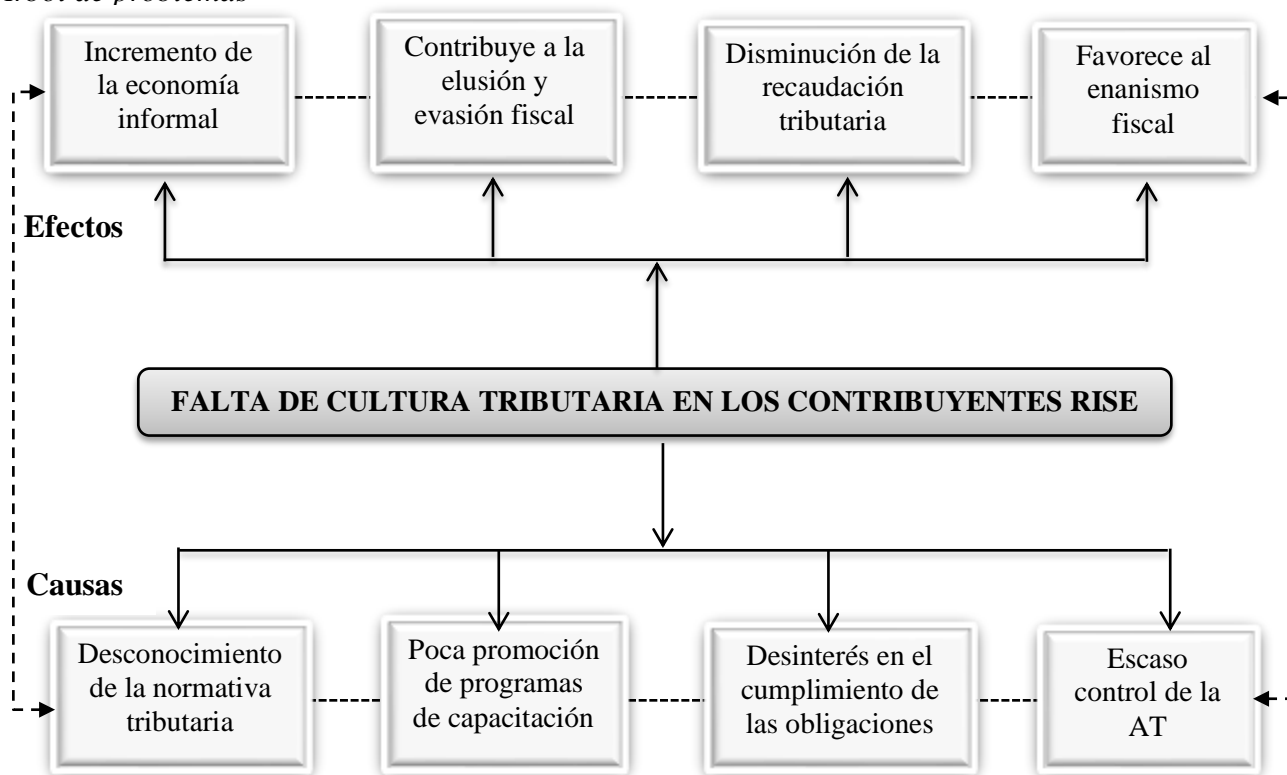 Incremento de
la economía
informal
Contribuye a la
elusión y
evasión fiscal
Disminución de la
recaudación
tributaria
Favorece al
enanismo
fiscal
Efectos
FALTA DE CULTURA TRIBUTARIA EN LOS CONTRIBUYENTES RISE
Causas
Desconocimiento
de la normativa
tributaria
Poca promoción
de programas
de capacitación
Desinterés en el
cumplimiento de
las obligaciones
Escaso
control de la
AT